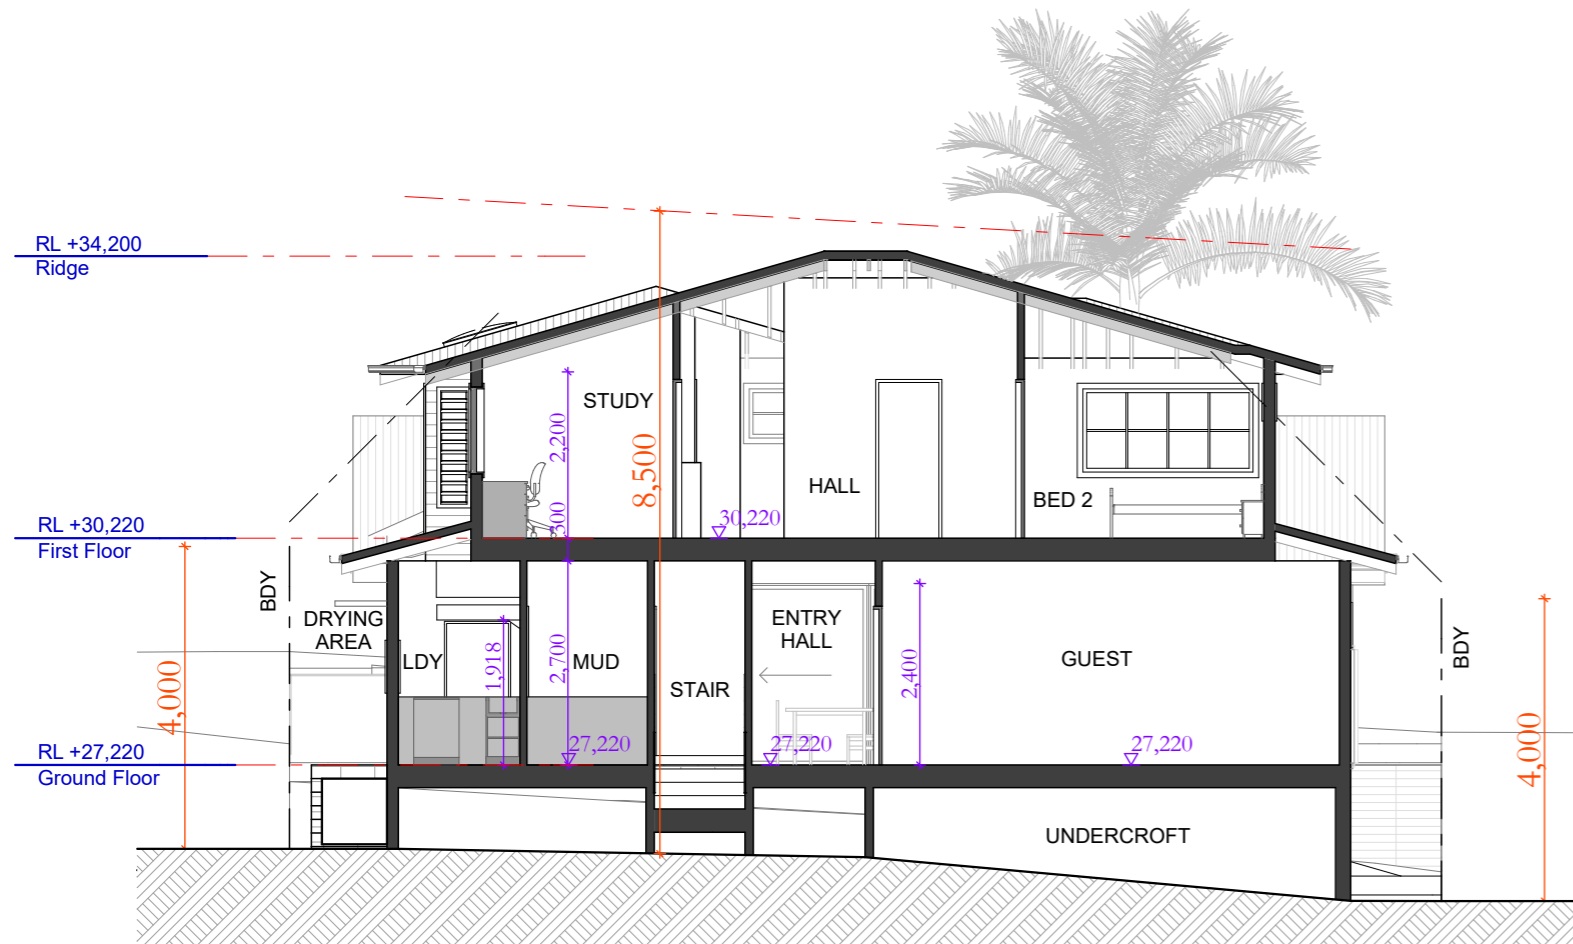 RL +34,200
Ridge
STUDY
2,200
8,500
HALL
BED 2
300
30,220
RL +30,220
First Floor
BDY
DRYING
AREA
LDY
1,918
2,700
MUD
STAIR
ENTRY
HALL
2,400
GUEST
BDY
4,000
27,220
27,220
27,220
RL +27,220
Ground Floor
4,000
UNDERCROFT